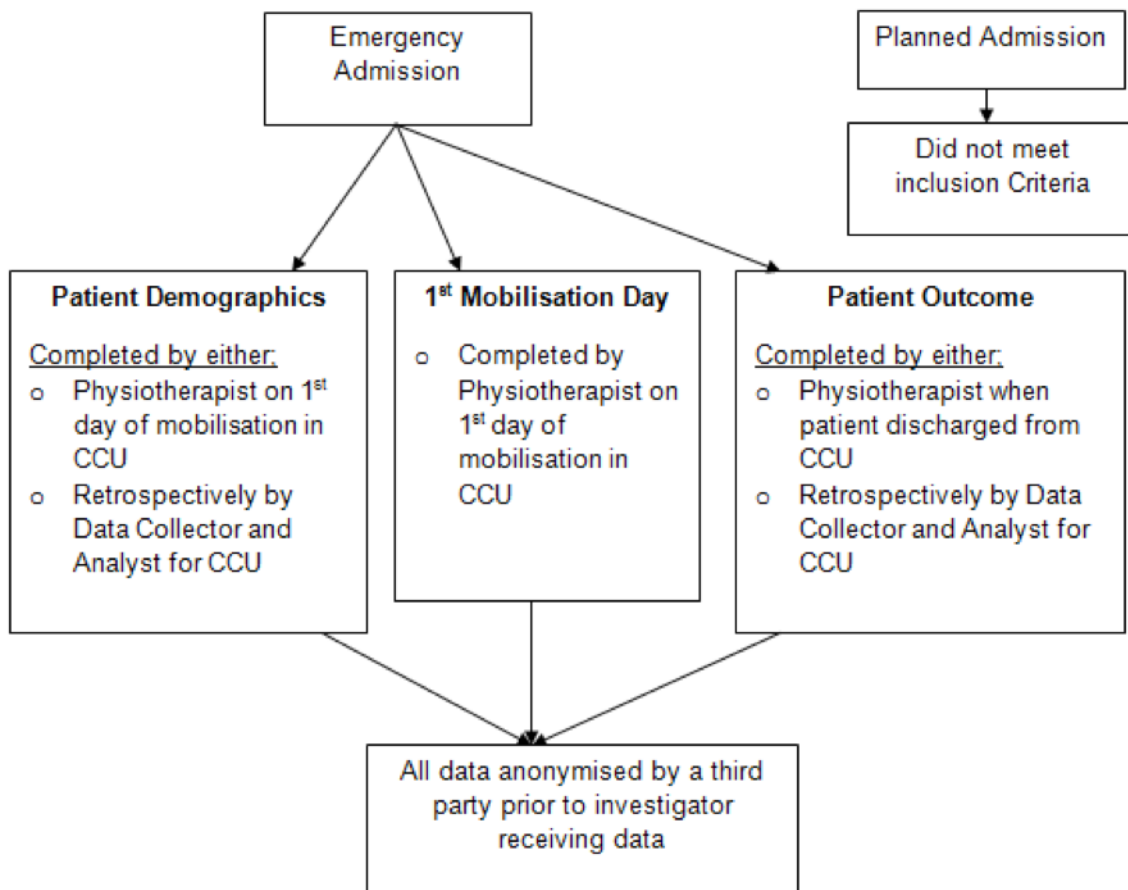 Emergency
Admission
Planned Admission
Did not meet
inclusion Criteria
Patient Demographics
Completed by either:
o Physiotherapist on 1st
day of mobilisation in
CCU
o Retrospectively by
Data Collector and
Analyst for CCU
1st Mobilisation Day
o Completed by
Physiotherapist on
1st day of
mobilisation in
CCU
Patient Outcome
Completed by either:
o Physiotherapist when
patient discharged from
CCU
o Retrospectively by Data
Collector and Analyst for
CCU
All data anonymised by a third
party prior to investigator
receiving data